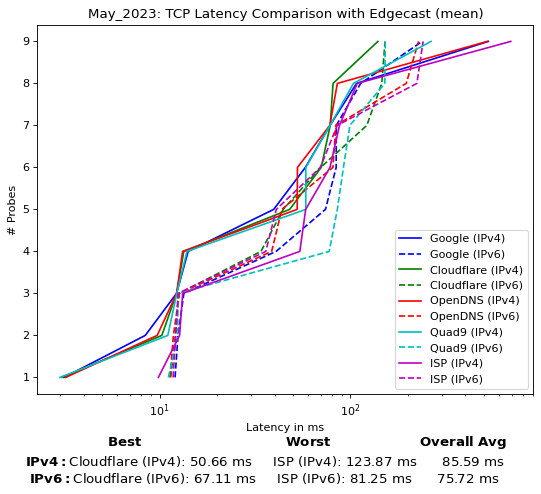 May_2023: TCP Latency Comparison with Edgecast (mean)
# Probes
9
8
7
6
5
4
3
2
1
Google (IPv4)
Google (IPv6)
Cloudflare (IPv4)
Cloudflare (IPv6)
OpenDNS (IPv4)
OpenDNS (IPv6)
Quad9 (IPv4)
Quad9 (IPv6)
ISP (IPv4)
ISP (IPv6)
10¹ 10²
Latency in ms
Best Worst Overall Avg
IPv4: Cloudflare (IPv4): 50.66 ms ISP (IPv4): 123.87 ms 85.59 ms
IPv6: Cloudflare (IPv6): 67.11 ms ISP (IPv6): 81.25 ms 75.72 ms